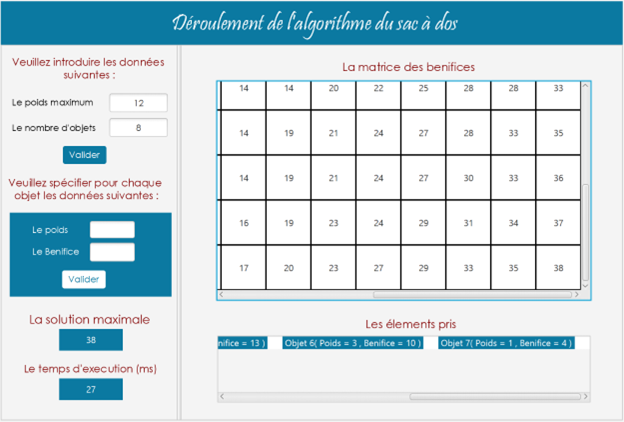 Déroulement de l'algorithme du sac à dos
Veuillez introduire les données
suivantes :
Le poids maximum 12
Le nombre d'objets 8
Valider
Veuillez spécifier pour chaque
objet les données suivantes :
Le poids
Le Benifice
Valider
La solution maximale
38
Le temps d'execution (ms)
27
La matrice des benifices
14 14 20 22 25 28 28 33
14 19 21 24 27 28 33 35
14 19 21 24 27 30 33 36
16 19 23 24 29 31 34 37
17 20 23 27 29 33 35 38
Les élements pris
nifice = 13 ) Objet 6( Poids = 3 , Benifice = 10 ) Objet 7( Poids = 1 , Benifice = 4 )